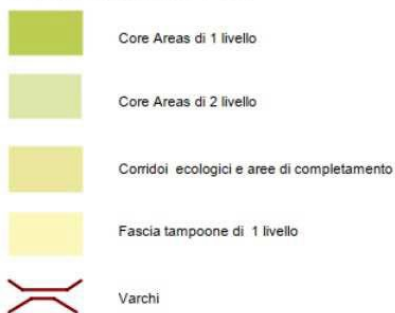 Core Areas di 1 livello
Core Areas di 2 livello
Corridoi ecologici e aree di completamento
Fascia tampoone di 1 livello
Varchi